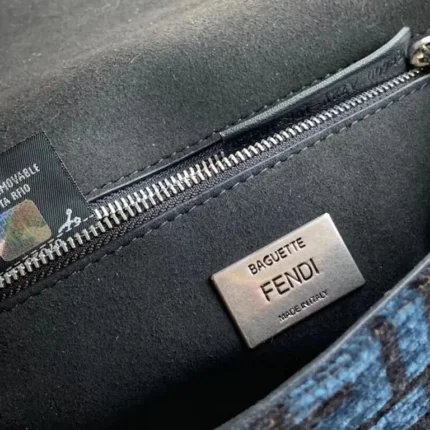 MOVABLE
TA RFID
BAGUETTE
FENDI
MADE IN ITALY